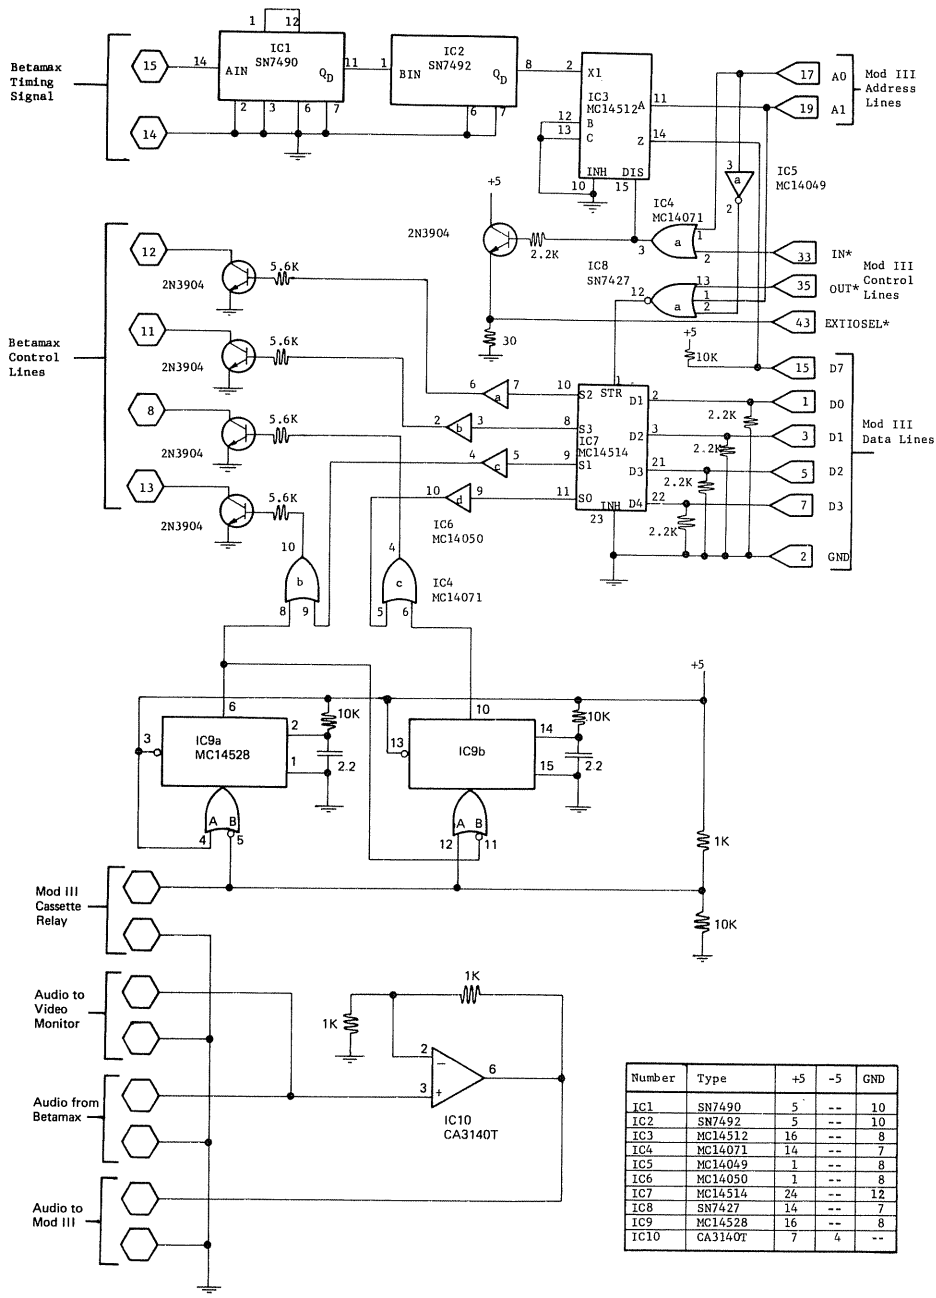 1 12
IC1
SN7490
AIN
QD
14
15
Betamax
Timing
Signal
14
2 3 6 7
11 1
IC2
SN7492
BIN
QD
6 7
8 2
X1
IC3
MC14512
A
B
C
Z
INH DIS
12
13
10 15
11
14
17 A0
19 A1
Mod III
Address
Lines
3
a
2
IC5
MC14049
+5
2N3904
2.2K
IC4
MC14071
3
a
1
2
33 IN*
IC8
SN7427
12
a
13
1
2
35 OUT*
Mod III
Control
Lines
43 EXTIOSEL*
30
+5
10K
15 D7
1 D0
3 D1
5 D2
7 D3
2 GND
Mod III
Data Lines
2.2K
2.2K
2.2K
2.2K
1
STR
S2
S3
IC7
MC14514
S1
S0
INH
23
D1
D2
D3
D4
2
3
21
22
10
8
9
11
6 a 7
2 b 3
4 c 5
10 d 9
IC6
MC14050
Betamax
Control
Lines
12
2N3904
5.6K
11
2N3904
5.6K
8
2N3904
5.6K
13
2N3904
5.6K
10
b
8 9
4
c
5 6
IC4
MC14071
+5
6
3
IC9a
MC14528
2
1
10K
2.2
A B
4 5
10
13
IC9b
14
15
10K
2.2
A B
12 11
1K
10K
Mod III
Cassette
Relay
Audio to
Video
Monitor
Audio from
Betamax
Audio to
Mod III
1K
1K
2
−
3
+
6
IC10
CA3140T
Number Type +5 -5 GND
IC1 SN7490 5 -- 10
IC2 SN7492 5 -- 10
IC3 MC14512 16 -- 8
IC4 MC14071 14 -- 7
IC5 MC14049 1 -- 8
IC6 MC14050 1 -- 8
IC7 MC14514 24 -- 12
IC8 SN7427 14 -- 7
IC9 MC14528 16 -- 8
IC10 CA3140T 7 4 --